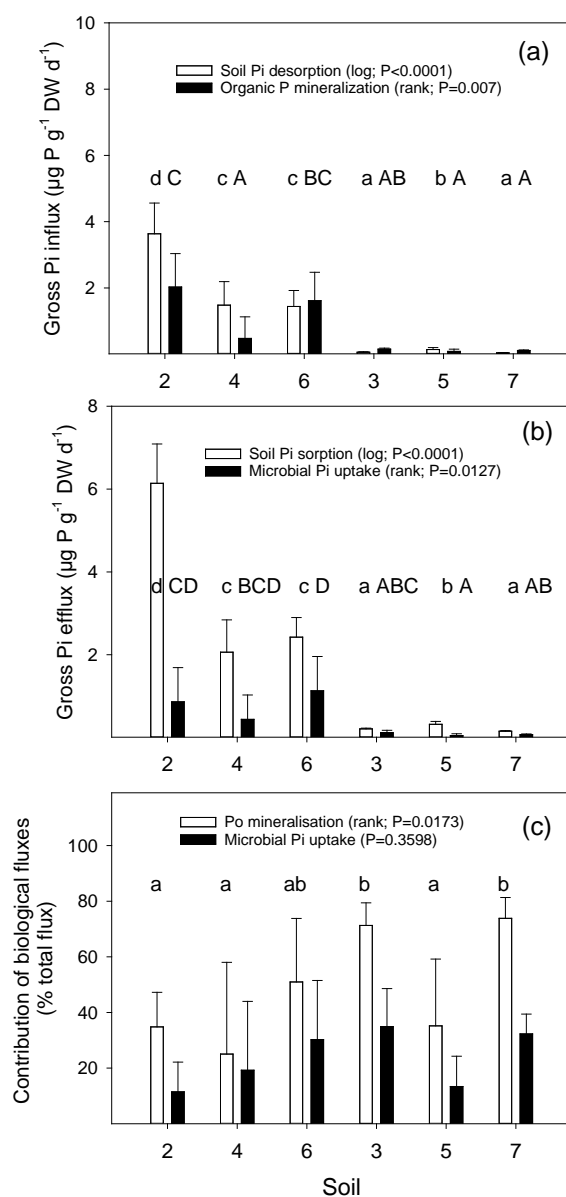 (a)
Soil Pi desorption (log; P<0.0001)
Organic P mineralization (rank; P=0.007)
Gross Pi influx (µg P g⁻¹ DW d⁻¹)
10
8
6
4
2
d C c A c BC a AB b A a A
2 4 6 3 5 7
(b)
Soil Pi sorption (log; P<0.0001)
Microbial Pi uptake (rank; P=0.0127)
Gross Pi efflux (µg P g⁻¹ DW d⁻¹)
8
6
4
2
d CD c BCD c D a ABC b A a AB
2 4 6 3 5 7
(c)
Po mineralisation (rank; P=0.0173)
Microbial Pi uptake (P=0.3598)
Contribution of biological fluxes
(% total flux)
100
80
60
40
20
a a ab b a b
2 4 6 3 5 7
Soil